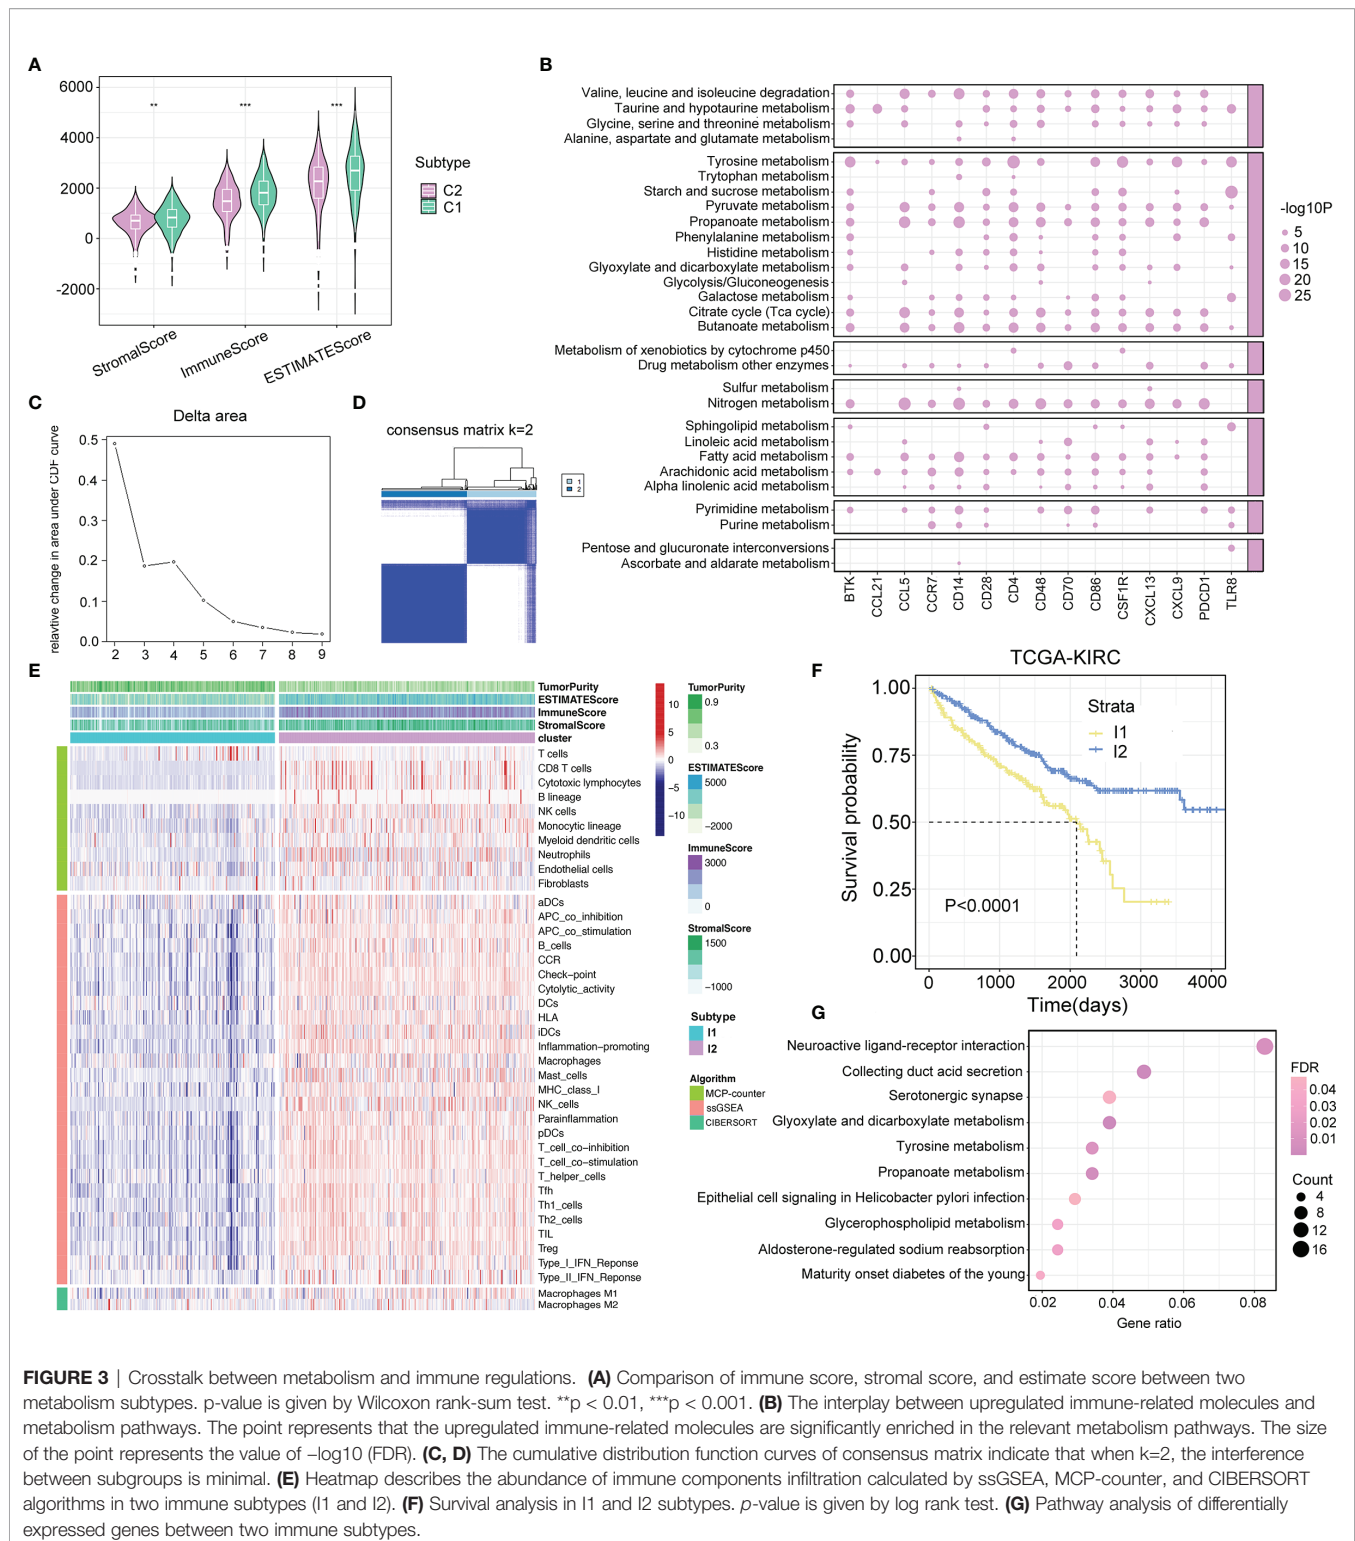 A
6000
4000
2000
0
-2000
**
***
***
StromalScore
ImmuneScore
ESTIMATEScore
Subtype
C2
C1
B
Valine, leucine and isoleucine degradation
Taurine and hypotaurine metabolism
Glycine, serine and threonine metabolism
Alanine, aspartate and glutamate metabolism
Tyrosine metabolism
Trytophan metabolism
Starch and sucrose metabolism
Pyruvate metabolism
Propanoate metabolism
Phenylalanine metabolism
Histidine metabolism
Glyoxylate and dicarboxylate metabolism
Glycolysis/Gluconeogenesis
Galactose metabolism
Citrate cycle (Tca cycle)
Butanoate metabolism
Metabolism of xenobiotics by cytochrome p450
Drug metabolism other enzymes
Sulfur metabolism
Nitrogen metabolism
Sphingolipid metabolism
Linoleic acid metabolism
Fatty acid metabolism
Arachidonic acid metabolism
Alpha linolenic acid metabolism
Pyrimidine metabolism
Purine metabolism
Pentose and glucuronate interconversions
Ascorbate and aldarate metabolism
BTK
CCL21
CCL5
CCR7
CD14
CD28
CD4
CD48
CD70
CD86
CSF1R
CXCL13
CXCL9
PDCD1
TLR8
-log10P
5
10
15
20
25
C
Delta area
relavtive change in area under CDF curve
0.5
0.4
0.3
0.2
0.1
0.0
2 3 4 5 6 7 8 9
D
consensus matrix k=2
1
2
E
TumorPurity
ESTIMATEScore
ImmuneScore
StromalScore
cluster
T cells
CD8 T cells
Cytotoxic lymphocytes
B lineage
NK cells
Monocytic lineage
Myeloid dendritic cells
Neutrophils
Endothelial cells
Fibroblasts
aDCs
APC_co_inhibition
APC_co_stimulation
B_cells
CCR
Check−point
Cytolytic_activity
DCs
HLA
iDCs
Inflammation−promoting
Macrophages
Mast_cells
MHC_class_I
NK_cells
Parainflammation
pDCs
T_cell_co−inhibition
T_cell_co−stimulation
T_helper_cells
Tfh
Th1_cells
Th2_cells
TIL
Treg
Type_I_IFN_Reponse
Type_II_IFN_Reponse
Macrophages M1
Macrophages M2
10
5
0
−5
−10
TumorPurity
0.9
0.3
ESTIMATEScore
5000
−2000
ImmuneScore
3000
0
StromalScore
1500
−1000
Subtype
I1
I2
Algorithm
MCP-counter
ssGSEA
CIBERSORT
F
TCGA-KIRC
Survival probability
1.00
0.75
0.50
0.25
0.00
Strata
I1
I2
P<0.0001
0 1000 2000 3000 4000
Time(days)
G
Neuroactive ligand-receptor interaction
Collecting duct acid secretion
Serotonergic synapse
Glyoxylate and dicarboxylate metabolism
Tyrosine metabolism
Propanoate metabolism
Epithelial cell signaling in Helicobacter pylori infection
Glycerophospholipid metabolism
Aldosterone-regulated sodium reabsorption
Maturity onset diabetes of the young
0.02 0.04 0.06 0.08
Gene ratio
FDR
0.04
0.03
0.02
0.01
Count
4
8
12
16
FIGURE 3 | Crosstalk between metabolism and immune regulations. (A) Comparison of immune score, stromal score, and estimate score between two
metabolism subtypes. p-value is given by Wilcoxon rank-sum test. **p < 0.01, ***p < 0.001. (B) The interplay between upregulated immune-related molecules and
metabolism pathways. The point represents that the upregulated immune-related molecules are significantly enriched in the relevant metabolism pathways. The size
of the point represents the value of −log10 (FDR). (C, D) The cumulative distribution function curves of consensus matrix indicate that when k=2, the interference
between subgroups is minimal. (E) Heatmap describes the abundance of immune components infiltration calculated by ssGSEA, MCP-counter, and CIBERSORT
algorithms in two immune subtypes (I1 and I2). (F) Survival analysis in I1 and I2 subtypes. p-value is given by log rank test. (G) Pathway analysis of differentially
expressed genes between two immune subtypes.